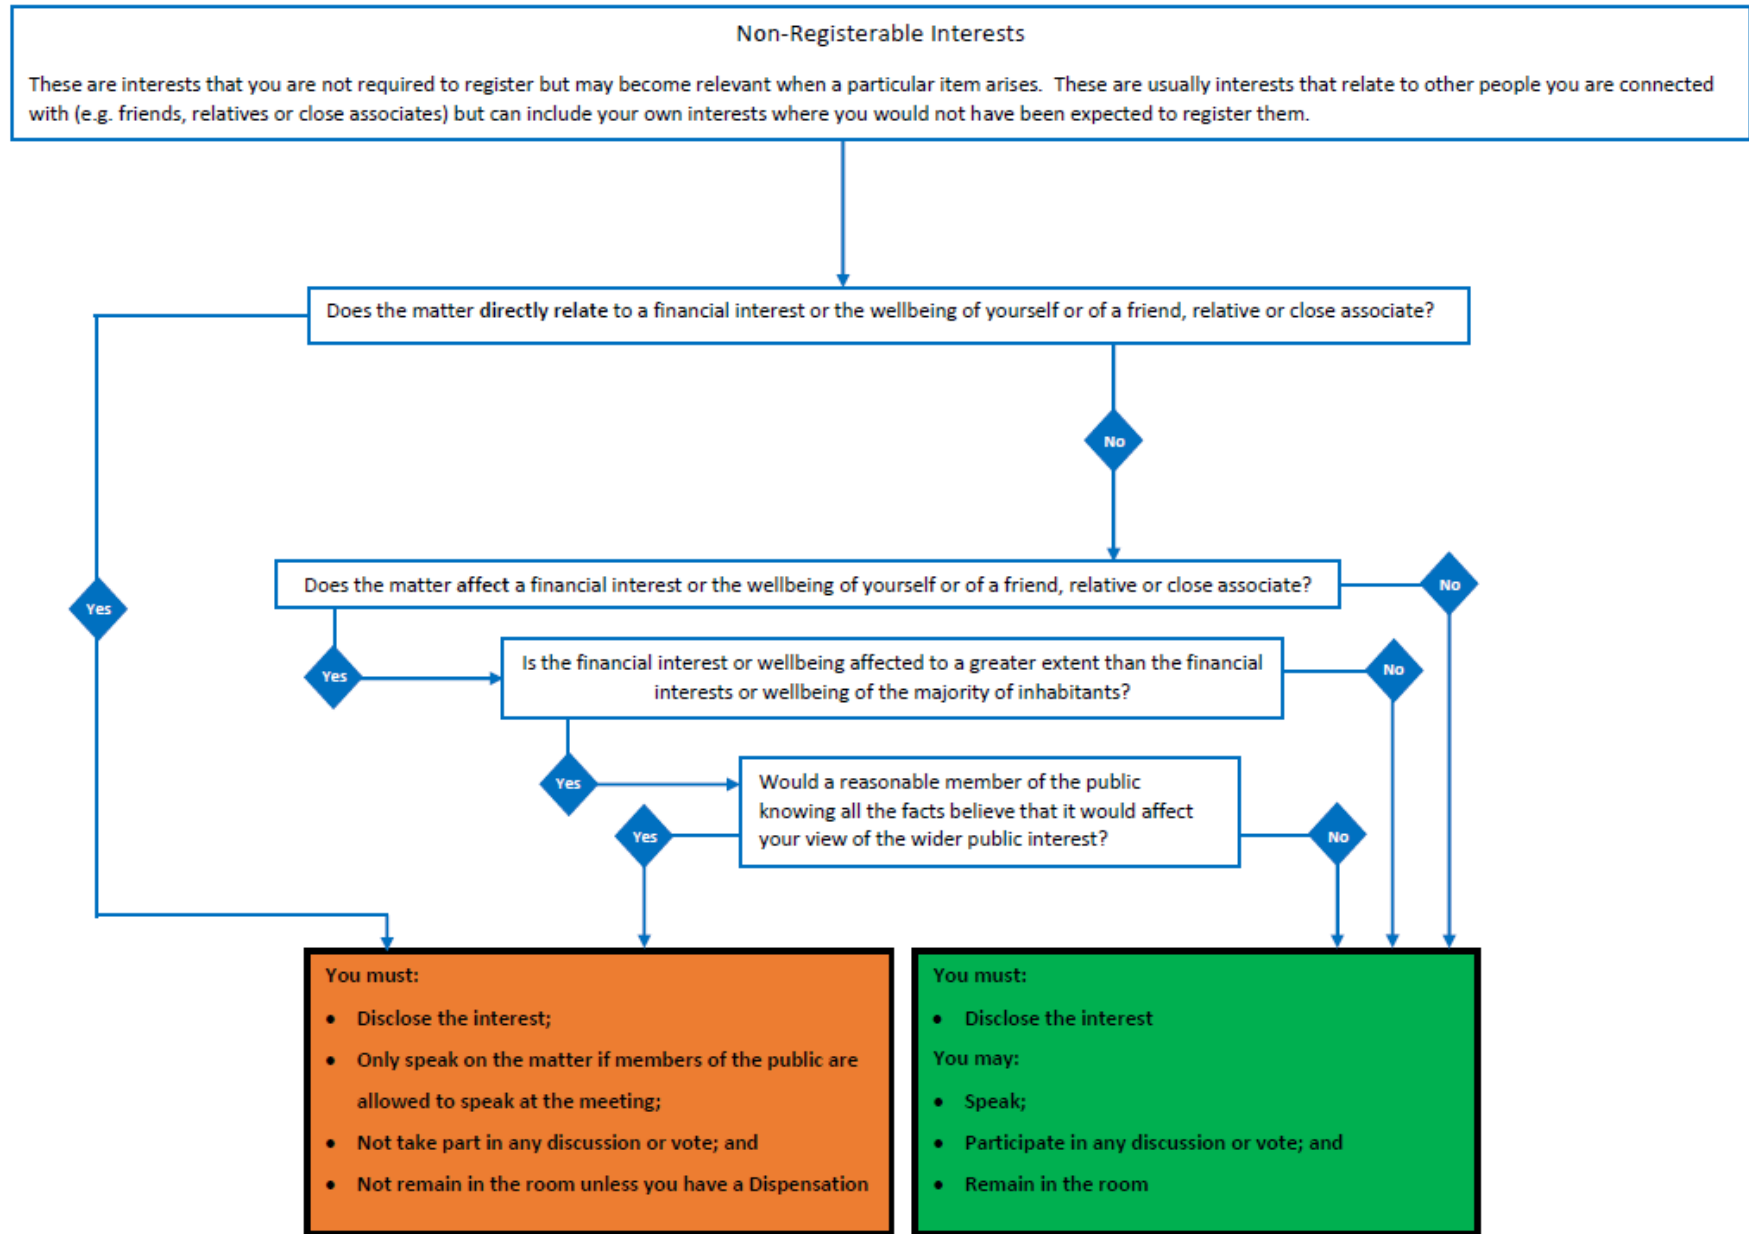 Non-Registerable Interests
These are interests that you are not required to register but may become relevant when a particular item arises.  These are usually interests that relate to other people you are connected
with (e.g. friends, relatives or close associates) but can include your own interests where you would not have been expected to register them.
Does the matter directly relate to a financial interest or the wellbeing of yourself or of a friend, relative or close associate?
No
Does the matter affect a financial interest or the wellbeing of yourself or of a friend, relative or close associate?
No
Yes
Yes
Is the financial interest or wellbeing affected to a greater extent than the financial
interests or wellbeing of the majority of inhabitants?
No
Yes
Would a reasonable member of the public
knowing all the facts believe that it would affect
your view of the wider public interest?
Yes
No
You must:
• Disclose the interest;
• Only speak on the matter if members of the public are
allowed to speak at the meeting;
• Not take part in any discussion or vote; and
• Not remain in the room unless you have a Dispensation
You must:
• Disclose the interest
You may:
• Speak;
• Participate in any discussion or vote; and
• Remain in the room